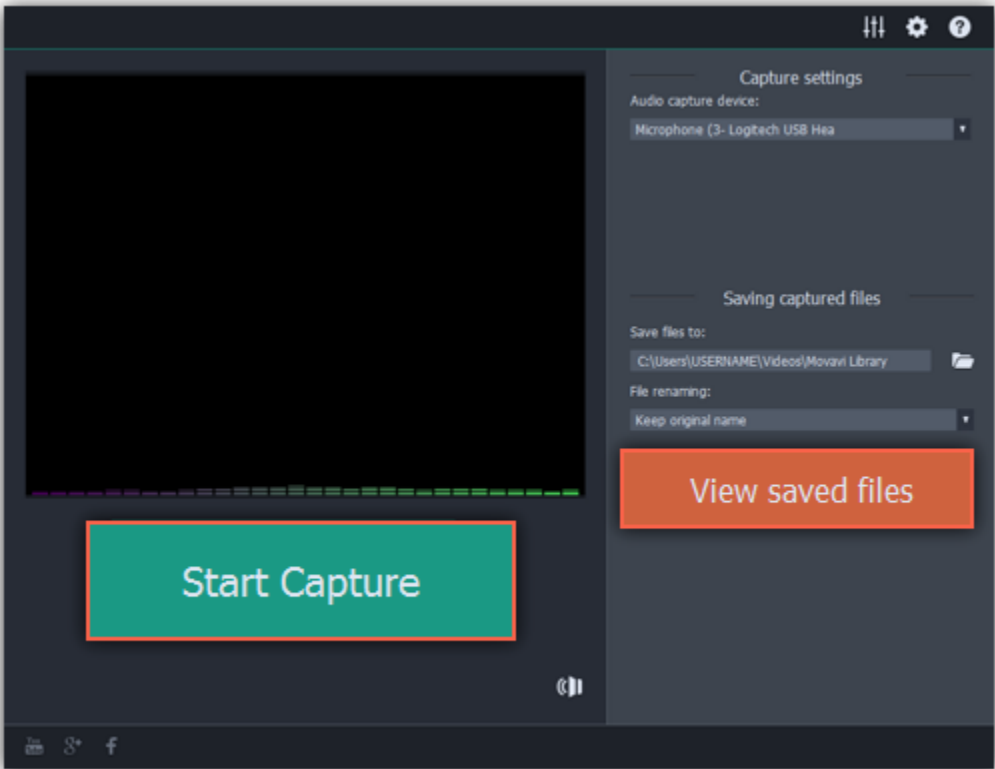 Capture settings
Audio capture device:
Microphone (3- Logitech USB Hea
Saving captured files
Save files to:
C:\Users\USERNAME\Videos\Movavi Library
File renaming:
Keep original name
View saved files
Start Capture